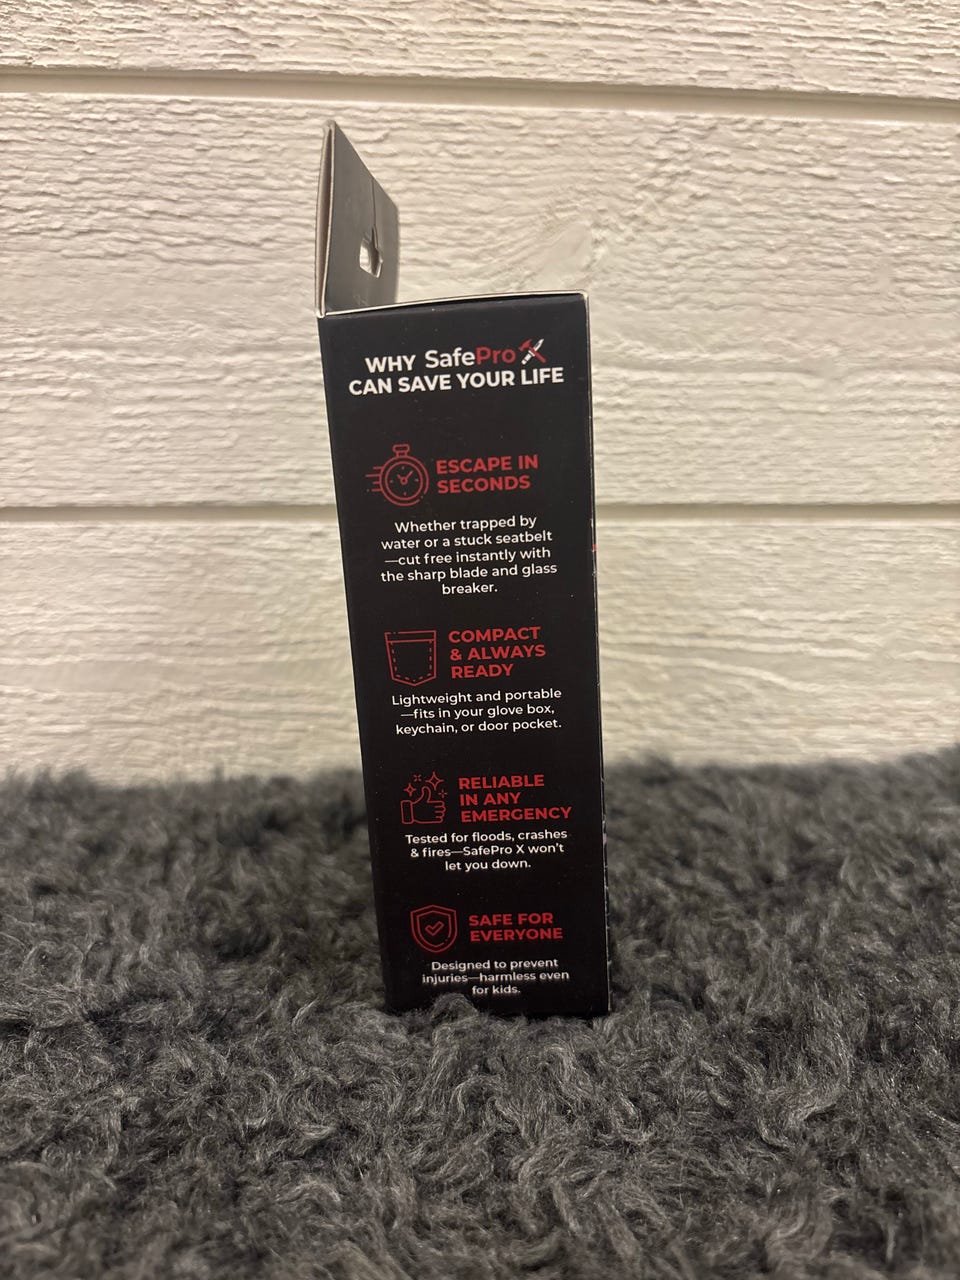 WHY SafePro X
CAN SAVE YOUR LIFE
ESCAPE IN
SECONDS
Whether trapped by
water or a stuck seatbelt
—cut free instantly with
the sharp blade and glass
breaker.
COMPACT
& ALWAYS
READY
Lightweight and portable
—fits in your glove box,
keychain, or door pocket.
RELIABLE
IN ANY
EMERGENCY
Tested for floods, crashes
& fires—SafePro X won't
let you down.
SAFE FOR
EVERYONE
Designed to prevent
injuries—harmless even
for kids.